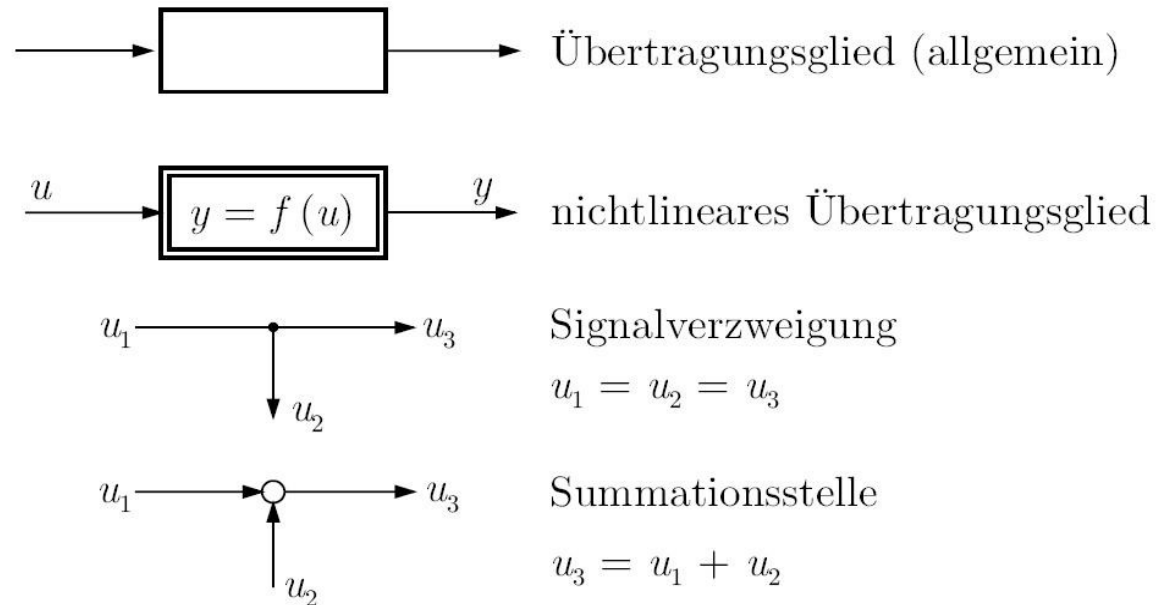 Übertragungsglied (allgemein)
u y = f (u) y nichtlineares Übertragungsglied
u₁ u₃ Signalverzweigung
u₂ u₁ = u₂ = u₃
u₁ u₃ Summationsstelle
u₂ u₃ = u₁ + u₂